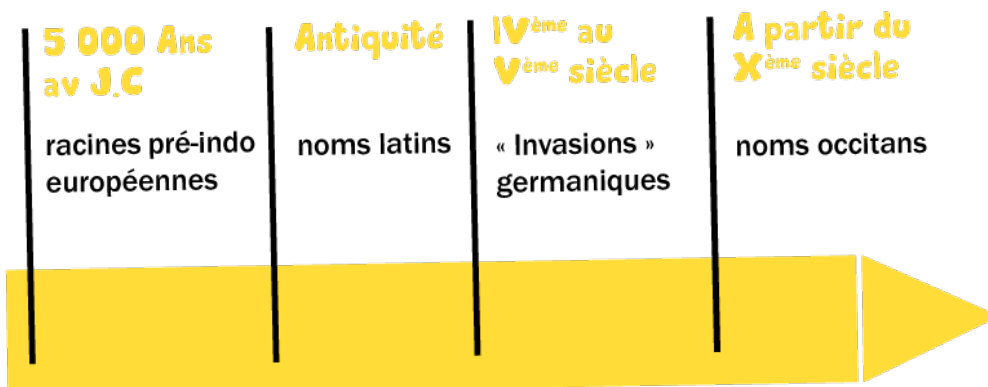 5 000 Ans
av J.C
racines pré-indo
européennes
Antiquité
noms latins
IVème au
Vème siècle
« Invasions »
germaniques
A partir du
Xème siècle
noms occitans